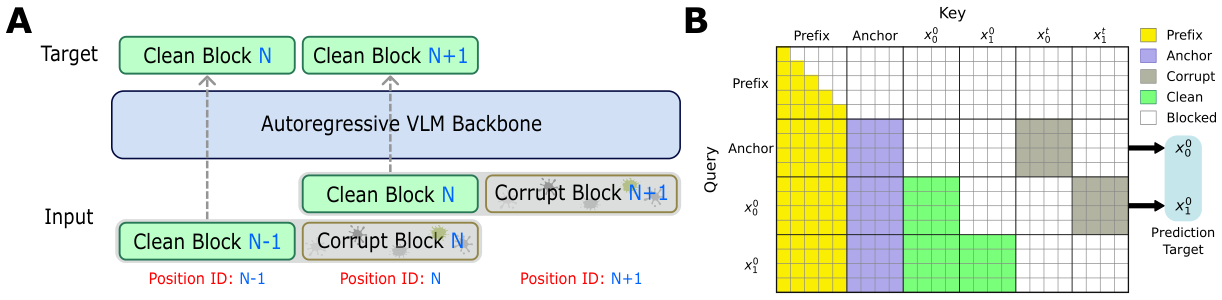 A
Target
Clean Block N
Clean Block N+1
Autoregressive VLM Backbone
Input
Clean Block N
Corrupt Block N+1
Clean Block N-1
Corrupt Block N
Position ID: N-1
Position ID: N
Position ID: N+1
B
Key
Prefix
Anchor
x_0^0
x_1^0
x_0^t
x_1^t
Query
Prefix
Anchor
x_0^0
x_1^0
Prefix
Anchor
Corrupt
Clean
Blocked
x_0^0
x_1^0
Prediction
Target